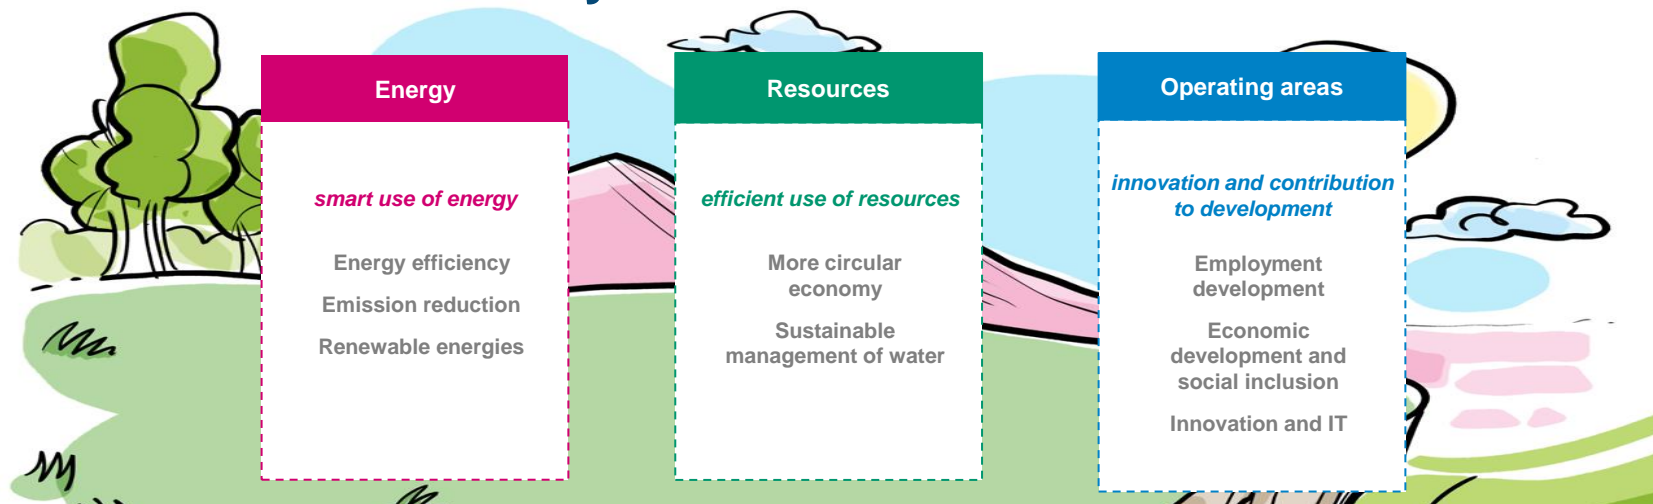 Energy
smart use of energy
Energy efficiency
Emission reduction
Renewable energies
Resources
efficient use of resources
More circular
economy
Sustainable
management of water
Operating areas
innovation and contribution
to development
Employment
development
Economic
development and
social inclusion
Innovation and IT